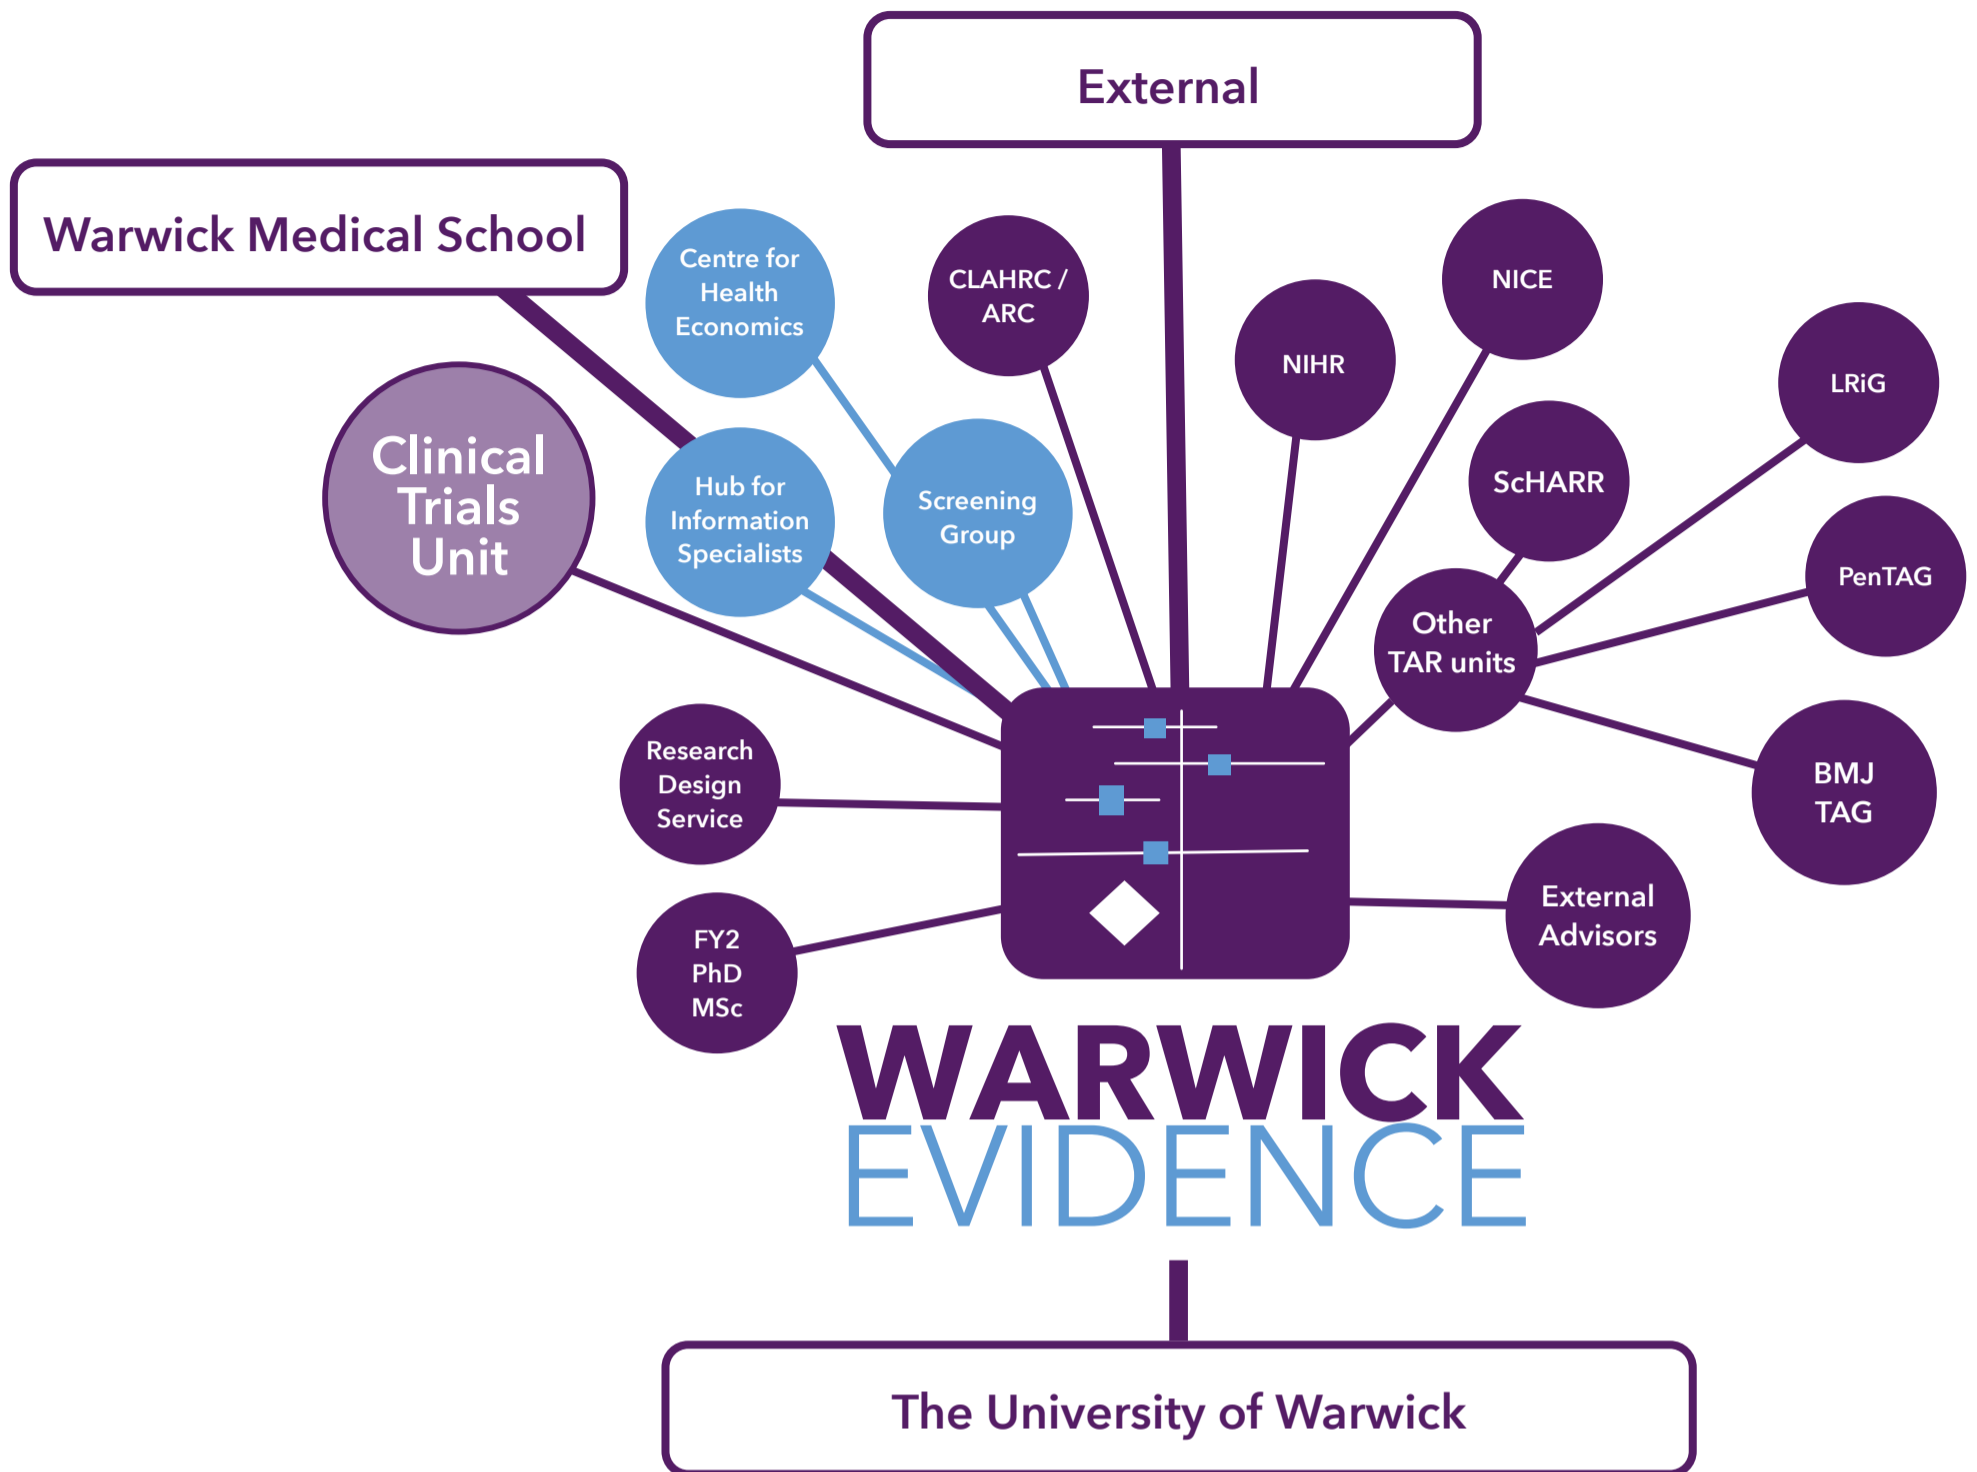 External
Warwick Medical School
Centre for
Health
Economics
CLAHRC /
ARC
NICE
NIHR
LRiG
Clinical
Trials
Unit
Hub for
Information
Specialists
Screening
Group
ScHARR
PenTAG
Other
TAR units
Research
Design
Service
BMJ
TAG
External
Advisors
FY2
PhD
MSc
WARWICK
EVIDENCE
The University of Warwick